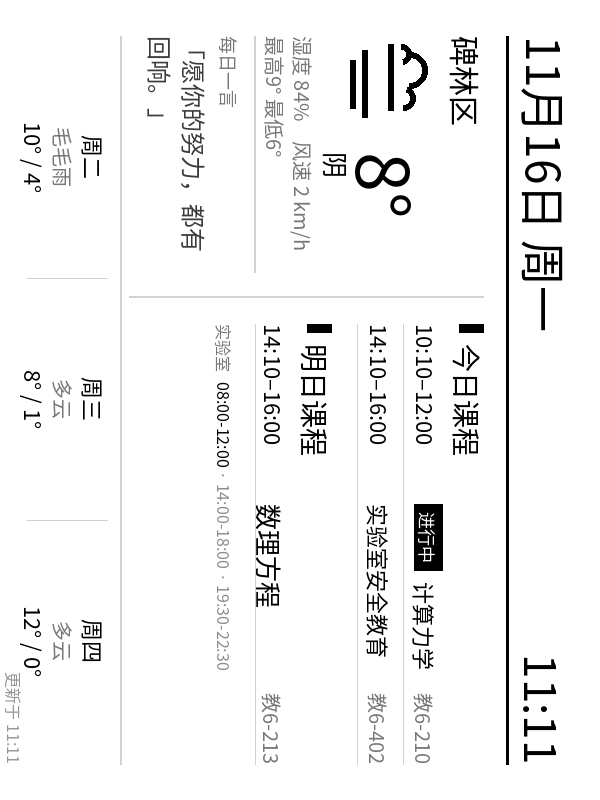 11月16日 周一
11:11
碑林区
8°
阴
湿度 84% 风速 2 km/h
最高9° 最低6°
每日一言
「愿你的努力，都有
回响。」
今日课程
10:10–12:00 进行中 计算力学 教6-210
14:10–16:00 实验室安全教育 教6-402
明日课程
14:10–16:00 数理方程 教6-213
实验室 08:00-12:00 · 14:00-18:00 · 19:30-22:30
周二
毛毛雨
10° / 4°
周三
多云
8° / 1°
周四
多云
12° / 0°
更新于 11:11